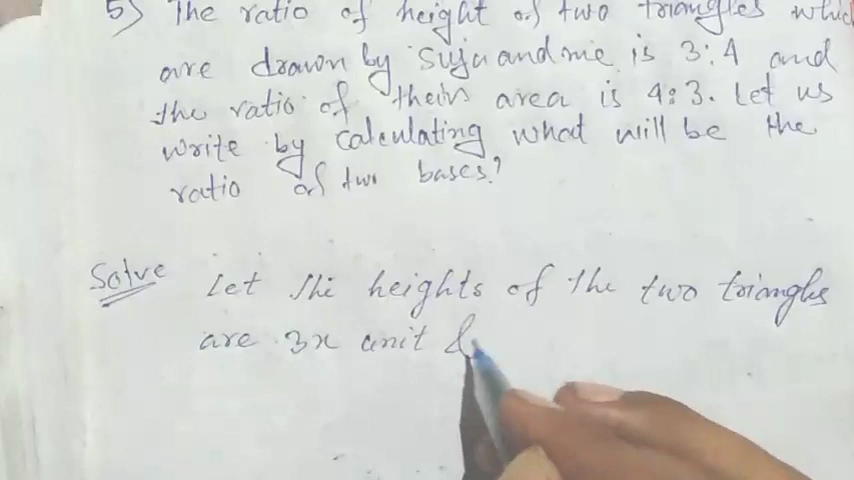 5) The ratio of height of two triangles which
are drawn by Suja and me is 3:4 and
the ratio of their area is 4:3. Let us
write by calculating what will be the
ratio of two bases?
Solve Let the heights of the two triangles
are 3x unit &